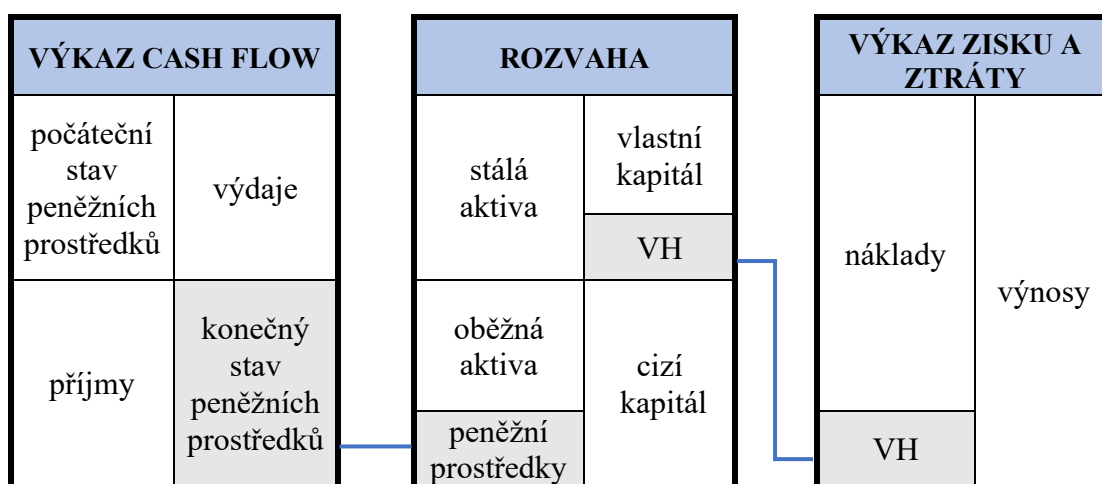 VÝKAZ CASH FLOW
počáteční
stav
peněžních
prostředků
výdaje
příjmy
konečný
stav
peněžních
prostředků
ROZVAHA
stálá
aktiva
vlastní
kapitál
VH
oběžná
aktiva
peněžní
prostředky
cizí
kapitál
VÝKAZ ZISKU A
ZTRÁTY
náklady
VH
výnosy